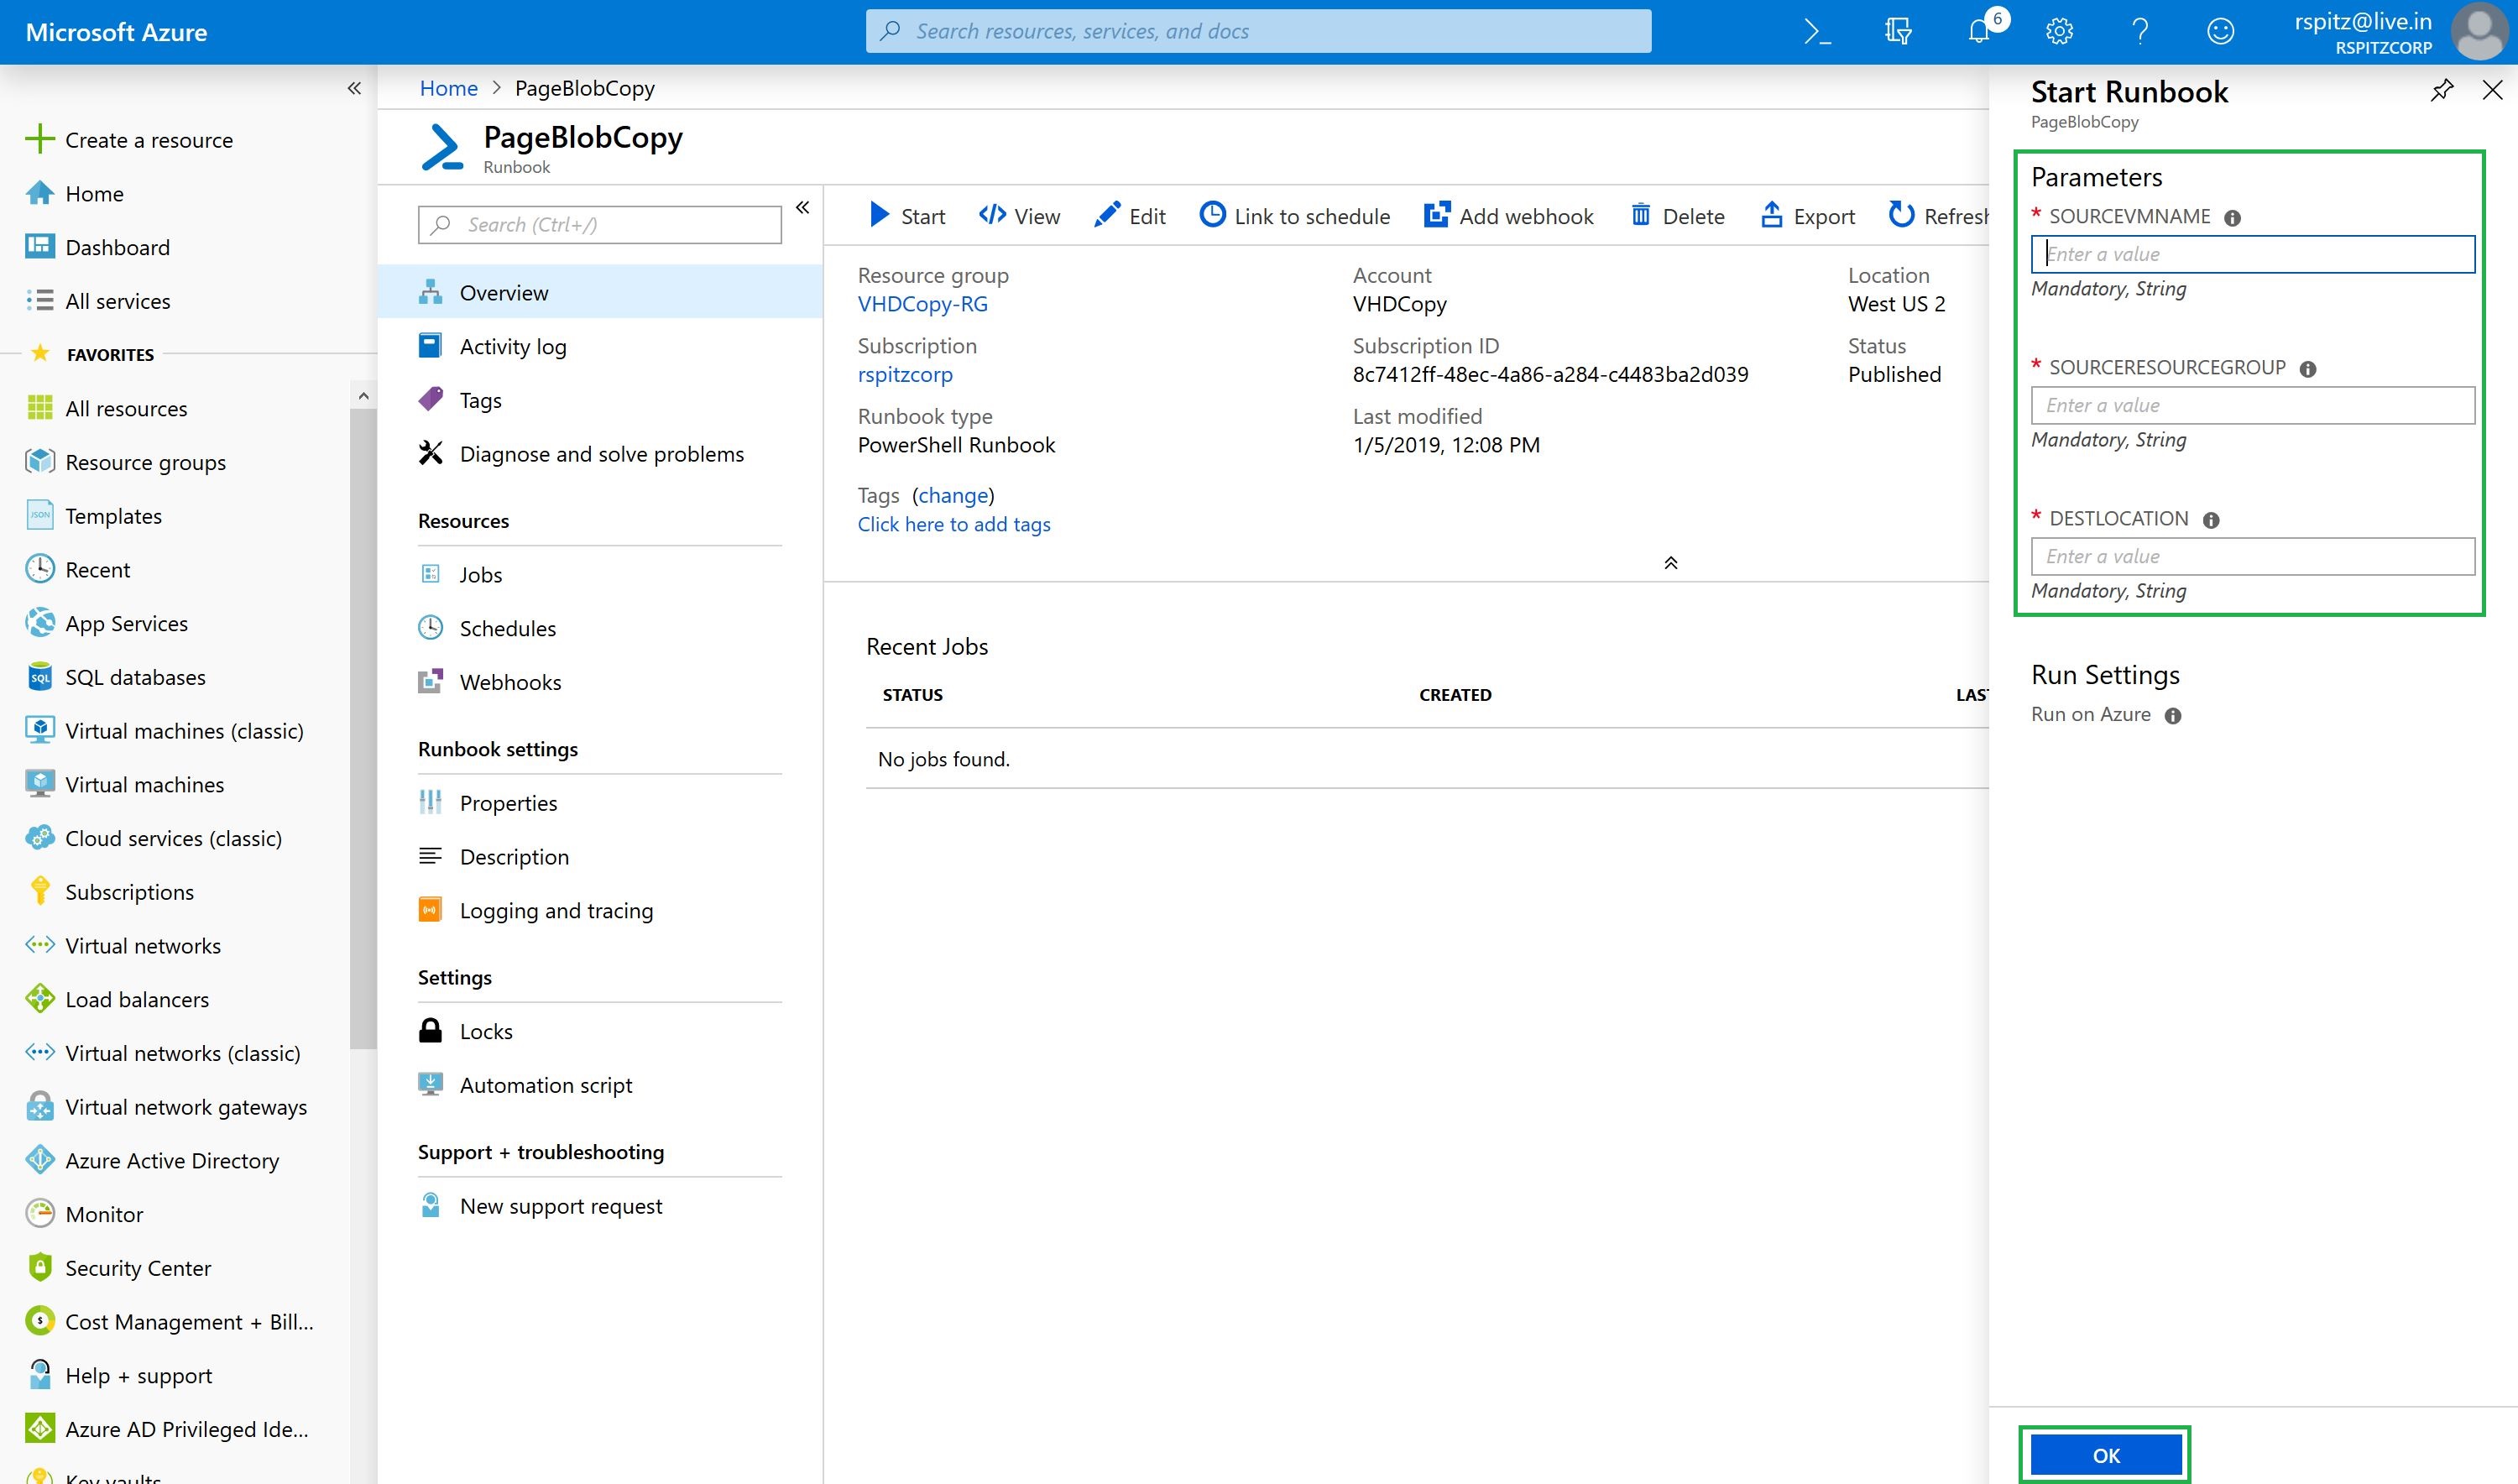 Microsoft Azure
Search resources, services, and docs
6
rspitz@live.in
RSPITZCORP
Create a resource
Home
Dashboard
All services
FAVORITES
All resources
Resource groups
JSON
Templates
Recent
App Services
SQL
SQL databases
Virtual machines (classic)
Virtual machines
Cloud services (classic)
Subscriptions
Virtual networks
Load balancers
Virtual networks (classic)
Virtual network gateways
Azure Active Directory
Monitor
Security Center
Cost Management + Bill...
Help + support
Azure AD Privileged Ide...
Key vaults
Home > PageBlobCopy
PageBlobCopy
Runbook
Search (Ctrl+/)
Overview
Activity log
Tags
Diagnose and solve problems
Resources
Jobs
Schedules
Webhooks
Runbook settings
Properties
Description
Logging and tracing
Settings
Locks
Automation script
Support + troubleshooting
New support request
Start View Edit Link to schedule Add webhook Delete Export Refresh
Resource group
VHDCopy-RG
Subscription
rspitzcorp
Runbook type
PowerShell Runbook
Account
VHDCopy
Subscription ID
8c7412ff-48ec-4a86-a284-c4483ba2d039
Last modified
1/5/2019, 12:08 PM
Location
West US 2
Status
Published
Tags (change)
Click here to add tags
Recent Jobs
STATUS CREATED LAST
No jobs found.
Start Runbook
PageBlobCopy
Parameters
* SOURCEVMNAME
Enter a value
Mandatory, String
* SOURCERESOURCEGROUP
Enter a value
Mandatory, String
* DESTLOCATION
Enter a value
Mandatory, String
Run Settings
Run on Azure
OK